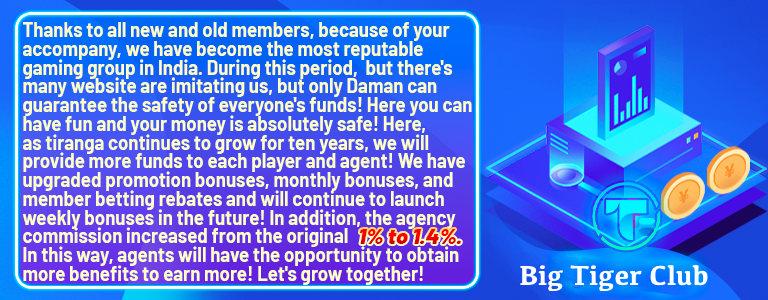 Thanks to all new and old members, because of your
accompany, we have become the most reputable
gaming group in India. During this period, but there's
many website are imitating us, but only Daman can
guarantee the safety of everyone's funds! Here you can
have fun and your money is absolutely safe! Here,
as tiranga continues to grow for ten years, we will
provide more funds to each player and agent! We have
upgraded promotion bonuses, monthly bonuses, and
member betting rebates and will continue to launch
weekly bonuses in the future! In addition, the agency
commission increased from the original 1% to 1.4%.
In this way, agents will have the opportunity to obtain
more benefits to earn more! Let's grow together!
¥ ¥
Big Tiger Club